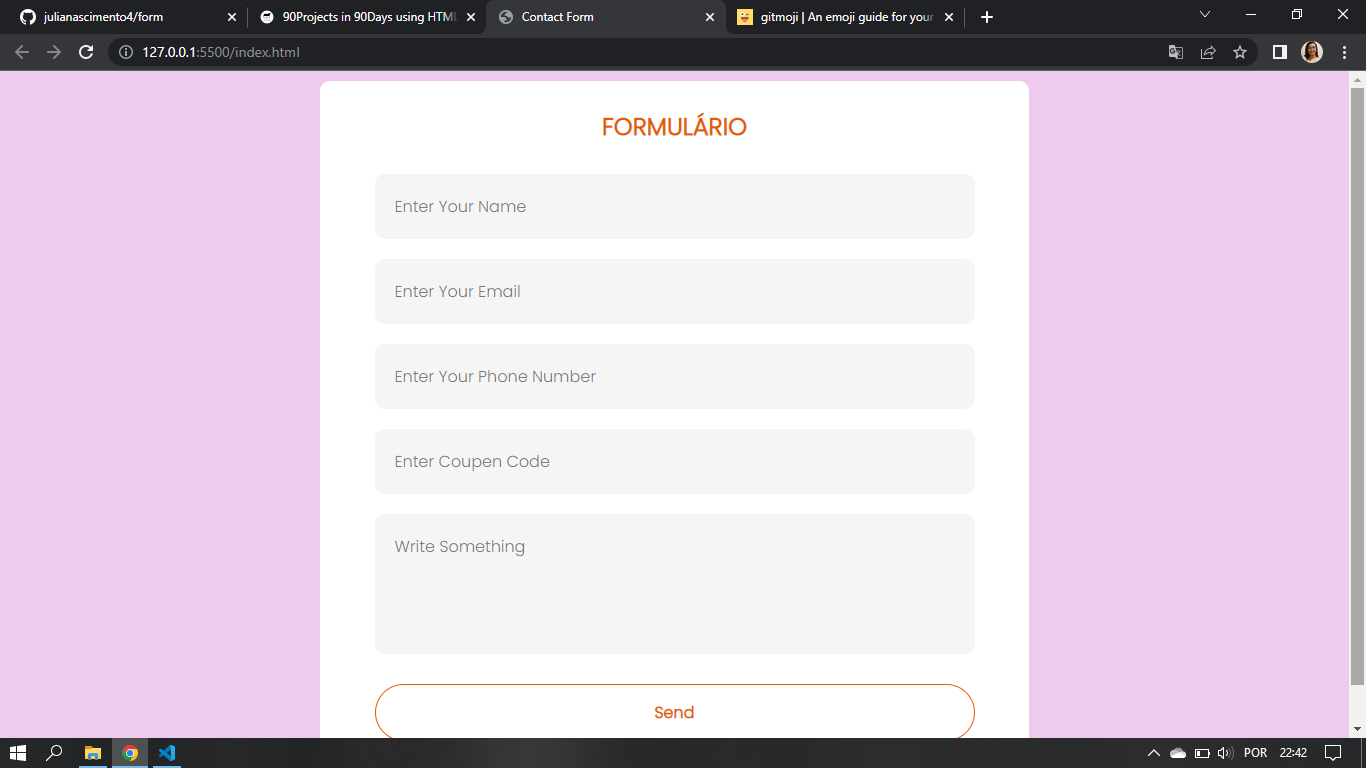 julianascimento4/form
90Projects in 90Days using HTML
Contact Form
gitmoji | An emoji guide for your
127.0.0.1:5500/index.html
FORMULÁRIO
Enter Your Name
Enter Your Email
Enter Your Phone Number
Enter Coupen Code
Write Something
Send
POR
22:42